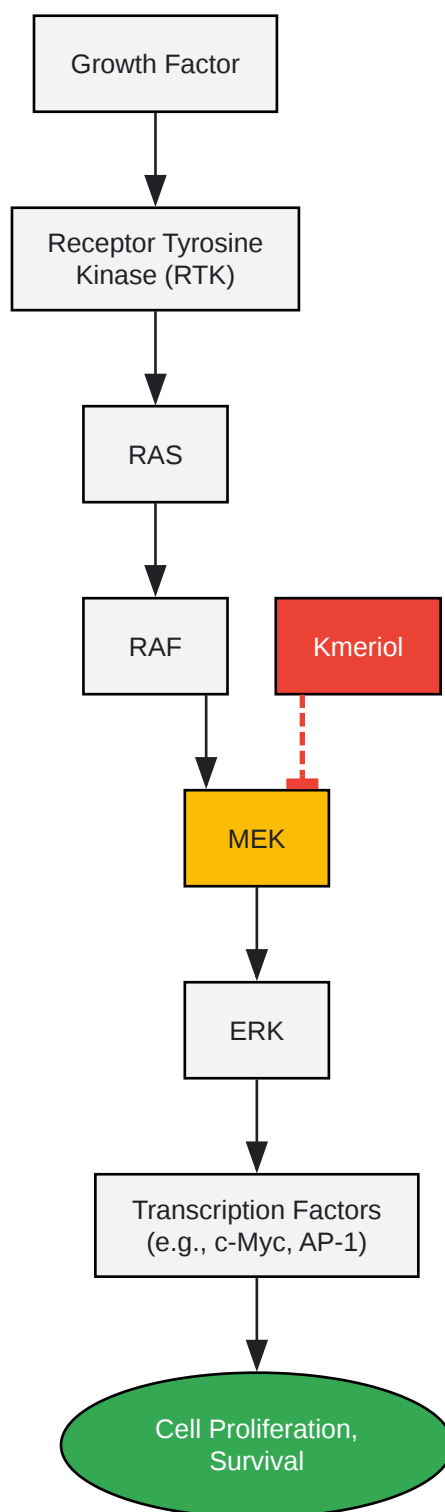 Growth Factor
Receptor Tyrosine
Kinase (RTK)
RAS
RAF
Kmeriol
MEK
ERK
Transcription Factors
(e.g., c-Myc, AP-1)
Cell Proliferation,
Survival